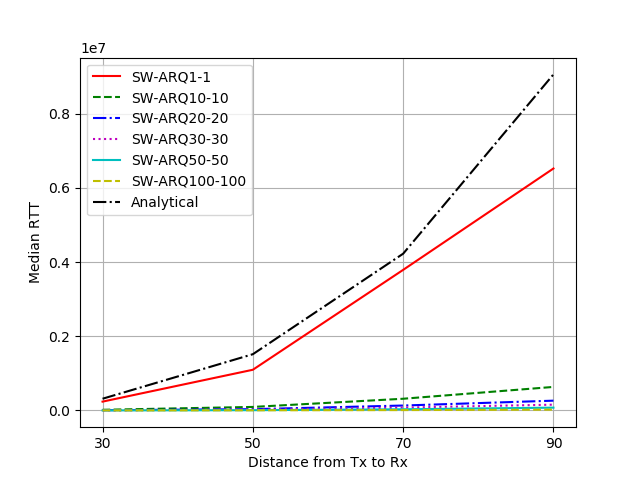 1e7
SW-ARQ1-1
SW-ARQ10-10
SW-ARQ20-20
SW-ARQ30-30
SW-ARQ50-50
SW-ARQ100-100
Analytical
0.8
0.6
0.4
0.2
0.0
Median RTT
30 50 70 90
Distance from Tx to Rx